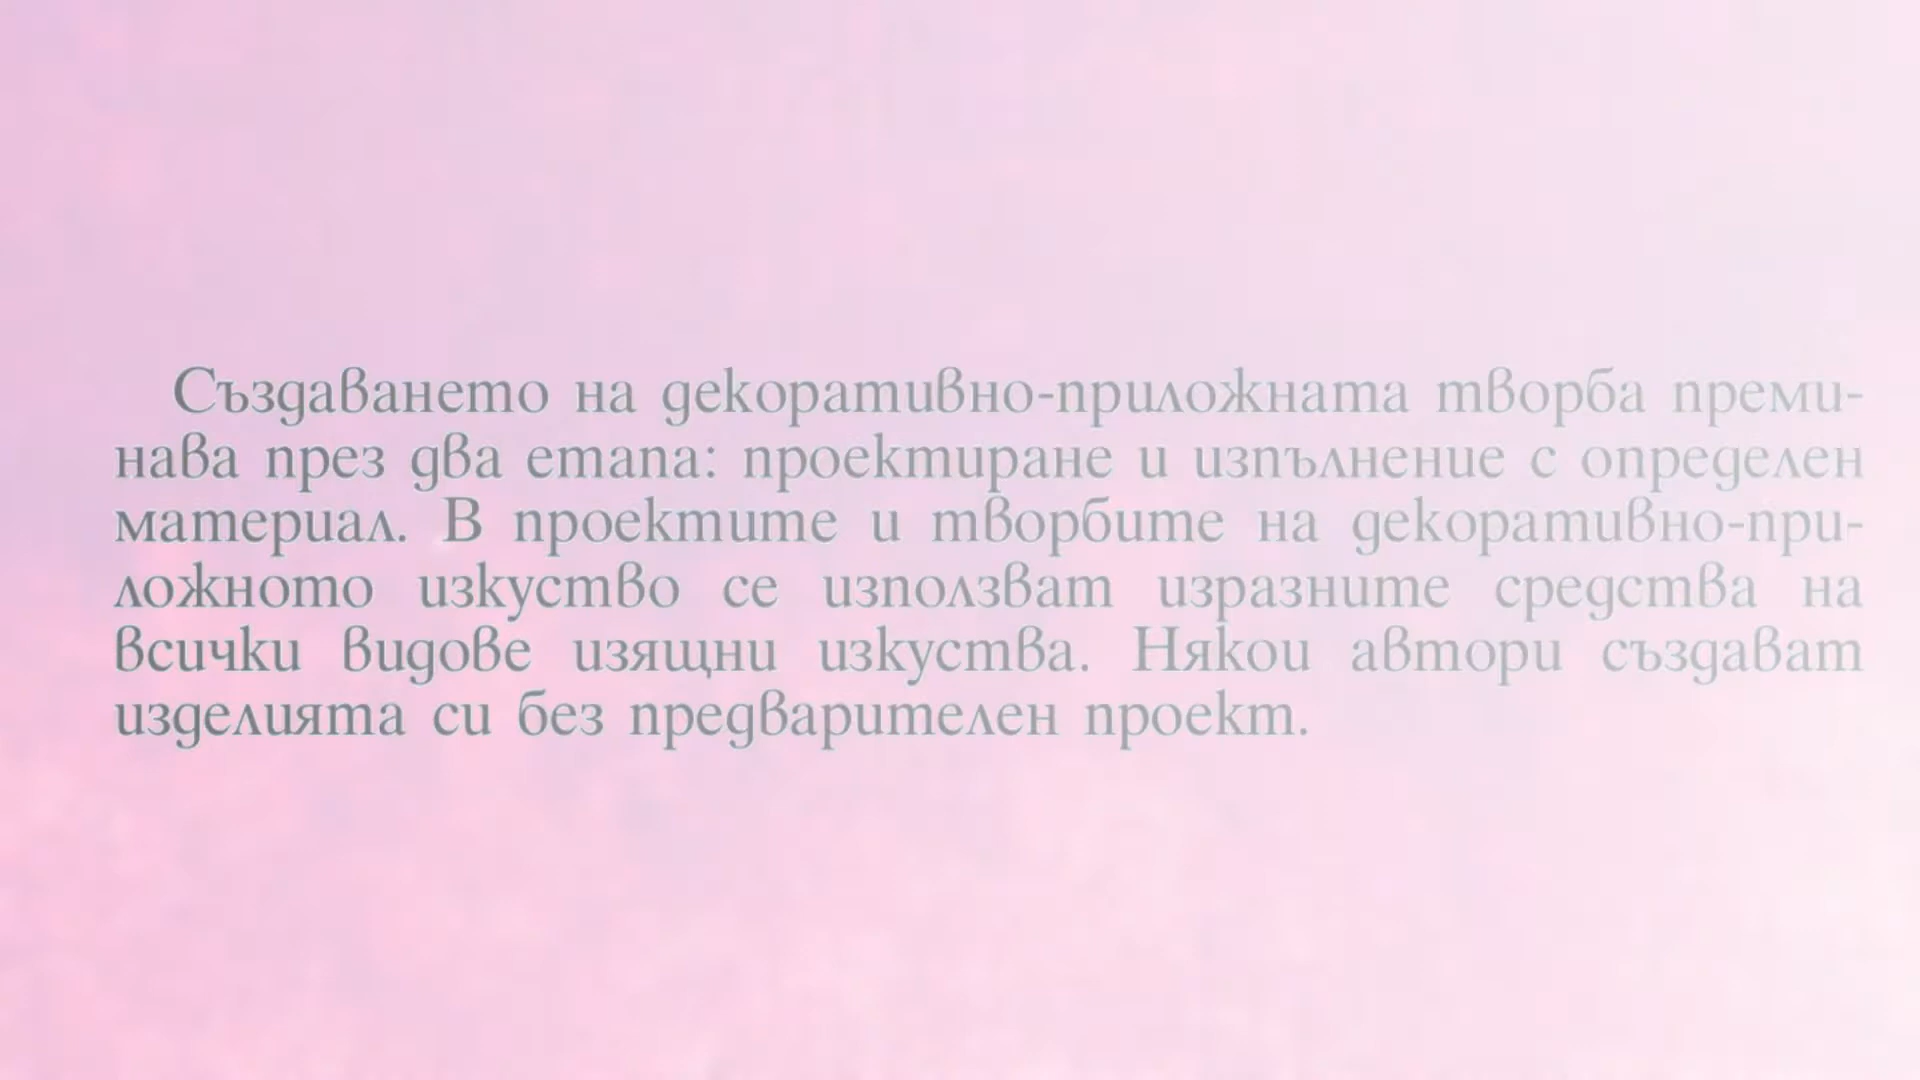 Създаването на декоративно-приложната творба преми-
нава през два етапа: проектиране и изпълнение с определен
материал. В проектите и творбите на декоративно-при-
ложното изкуство се използват изразните средства на
всички видове изящни изкуства. Някои автори създават
изделията си без предварителен проект.